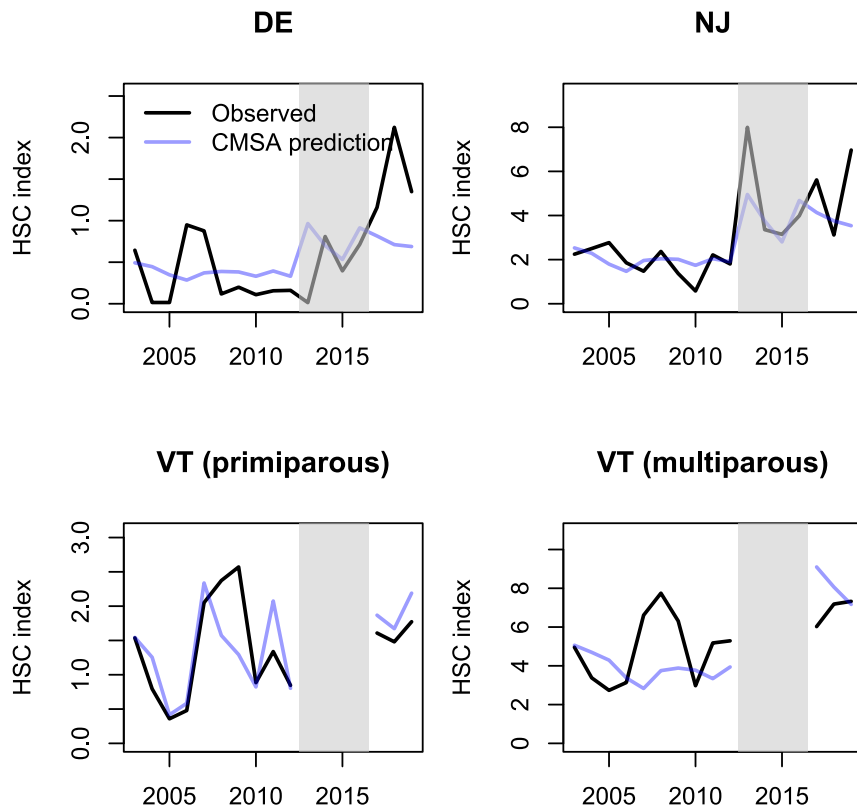 DE
HSC index
2.0
1.0
0.0
Observed
CMSA prediction
2005 2010 2015
NJ
HSC index
8
6
4
2
0
2005 2010 2015
VT (primiparous)
HSC index
3.0
2.0
1.0
0.0
2005 2010 2015
VT (multiparous)
HSC index
8
6
4
2
0
2005 2010 2015